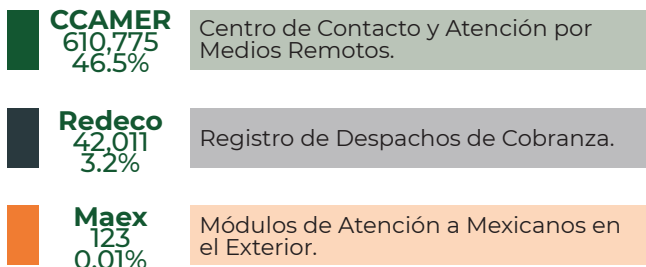 CCAMER
610,775
46.5%
Centro de Contacto y Atención por
Medios Remotos.
Redeco
42,011
3.2%
Registro de Despachos de Cobranza.
Maex
123
0.01%
Módulos de Atención a Mexicanos en
el Exterior.